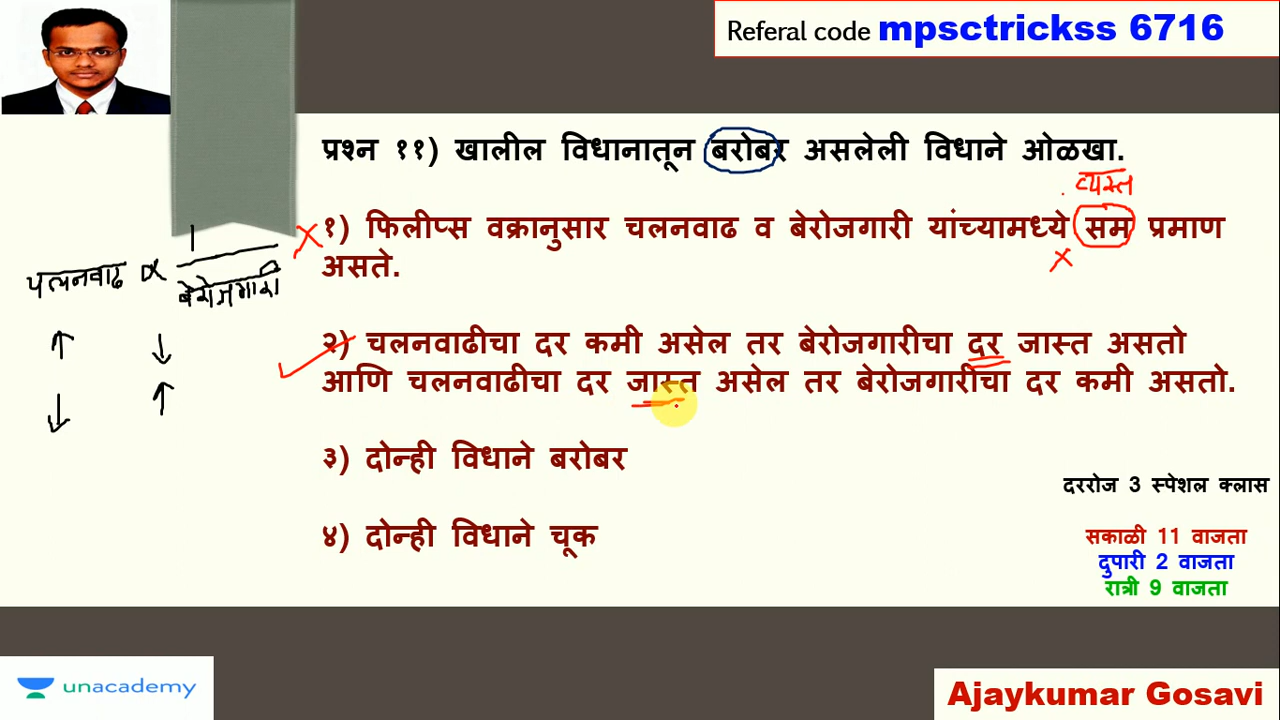 Referal code mpsctrickss 6716
प्रश्न ११) खालील विधानातून बरोबर असलेली विधाने ओळखा.
व्यस्त
१) फिलीप्स वक्रानुसार चलनवाढ व बेरोजगारी यांच्यामध्ये सम प्रमाण
असते.
चलनवाढ ∝ 1
बेरोजगारी
२) चलनवाढीचा दर कमी असेल तर बेरोजगारीचा दर जास्त असतो
आणि चलनवाढीचा दर जास्त असेल तर बेरोजगारीचा दर कमी असतो.
३) दोन्ही विधाने बरोबर
४) दोन्ही विधाने चूक
दररोज 3 स्पेशल क्लास
सकाळी 11 वाजता
दुपारी 2 वाजता
रात्री 9 वाजता
unacademy
Ajaykumar Gosavi